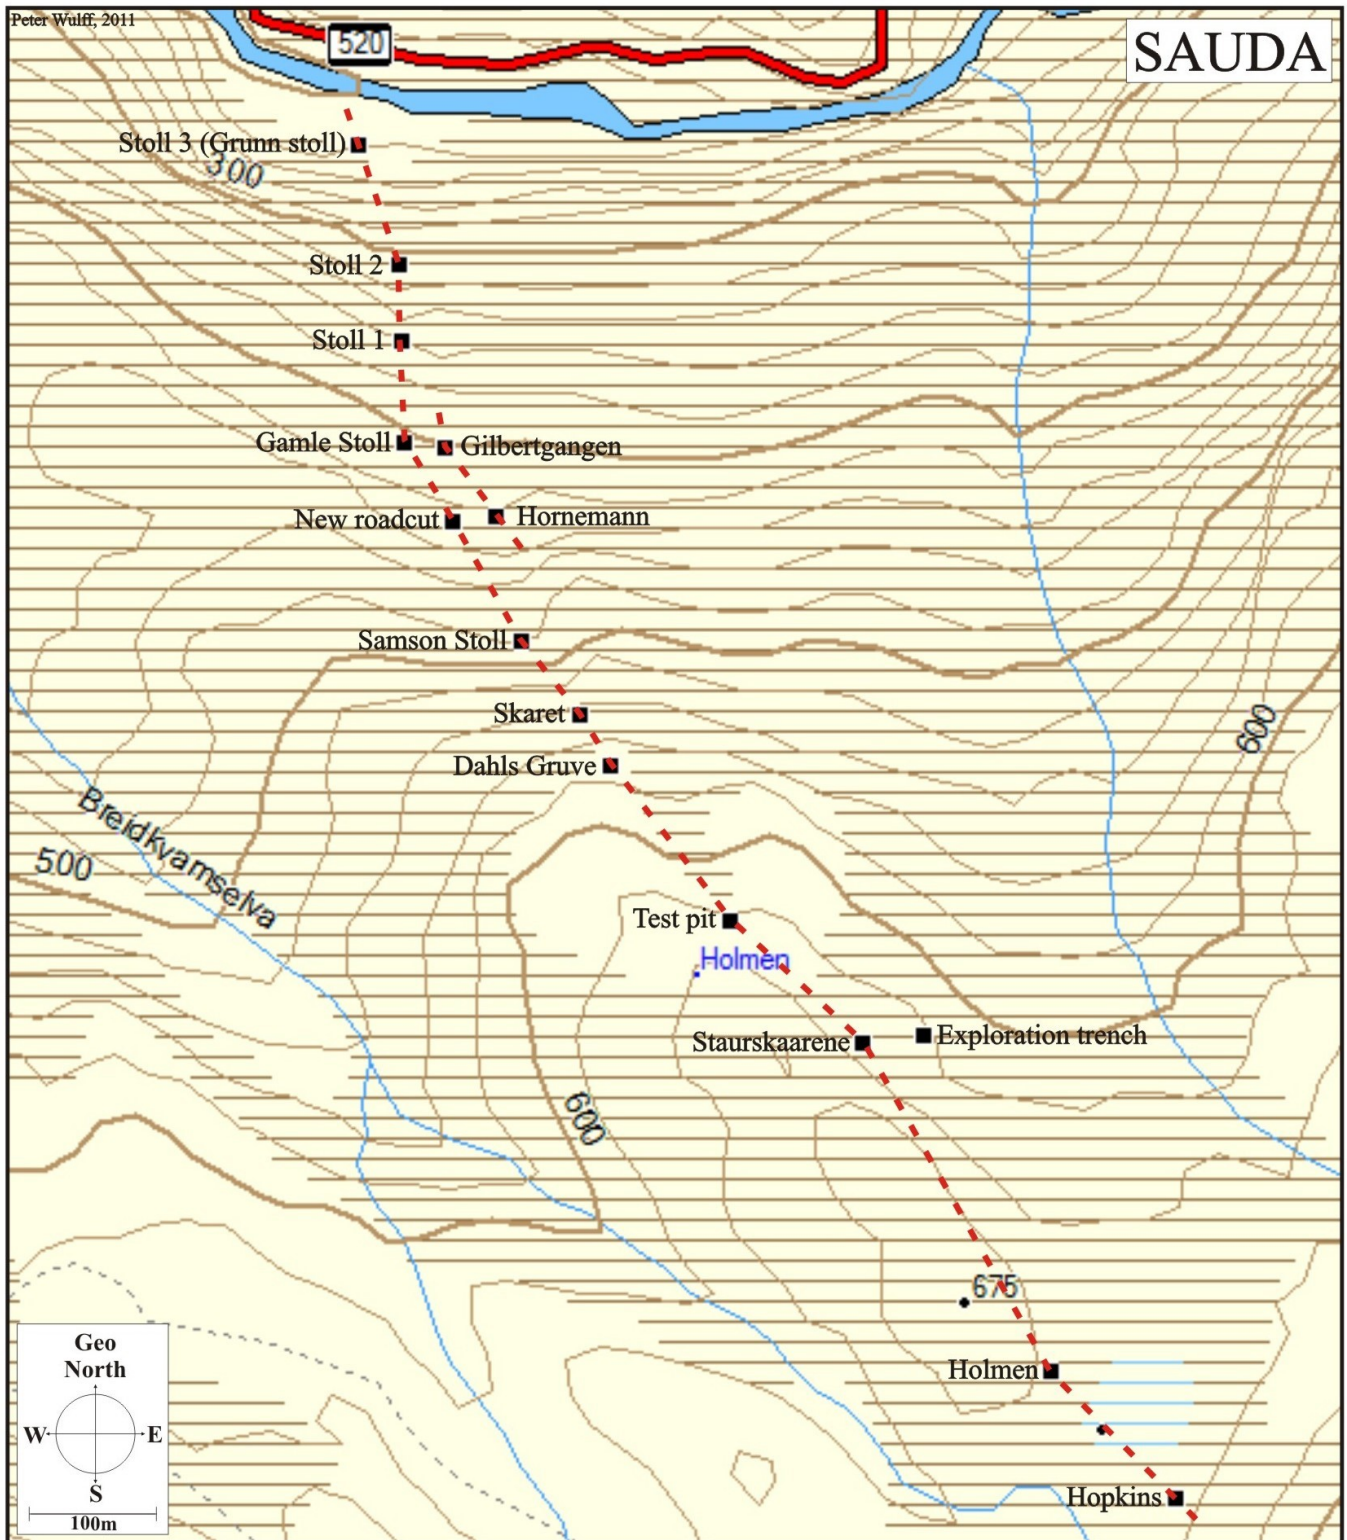 Peter Wulff, 2011
520
SAUDA
Stoll 3 (Grunn stoll)
300
Stoll 2
Stoll 1
Gamle Stoll
Gilbertgangen
New roadcut
Hornemann
Samson Stoll
Skaret
600
Dahls Gruve
Breidkvamselva
500
Test pit
Holmen
Staurskaarene
Exploration trench
600
675
Holmen
Hopkins
Geo
North
W
E
S
100m